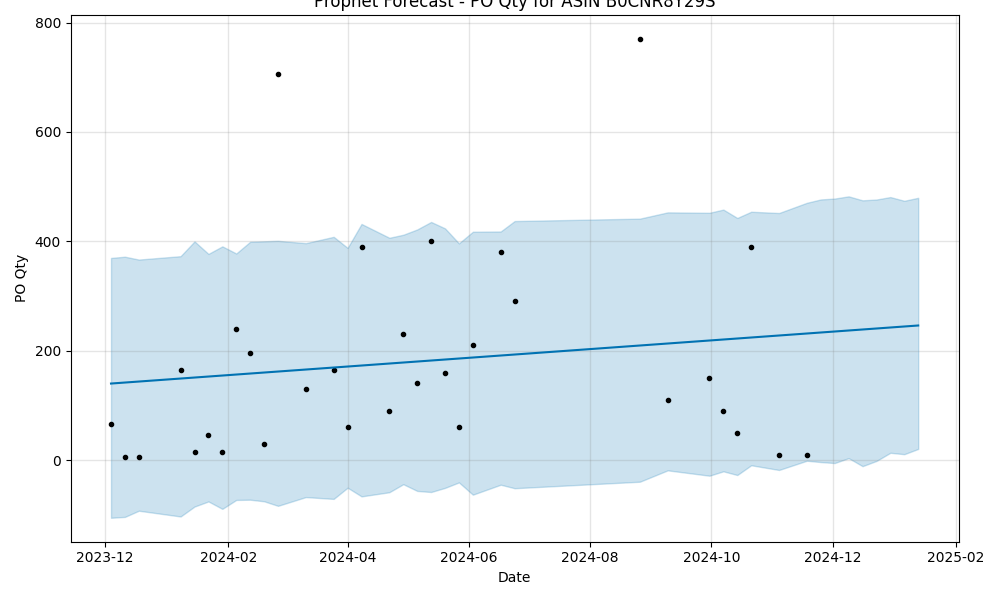 Prophet Forecast - PO Qty for ASIN B0CNR8Y29S
800
600
400
200
0
PO Qty
2023-12 2024-02 2024-04 2024-06 2024-08 2024-10 2024-12 2025-02
Date